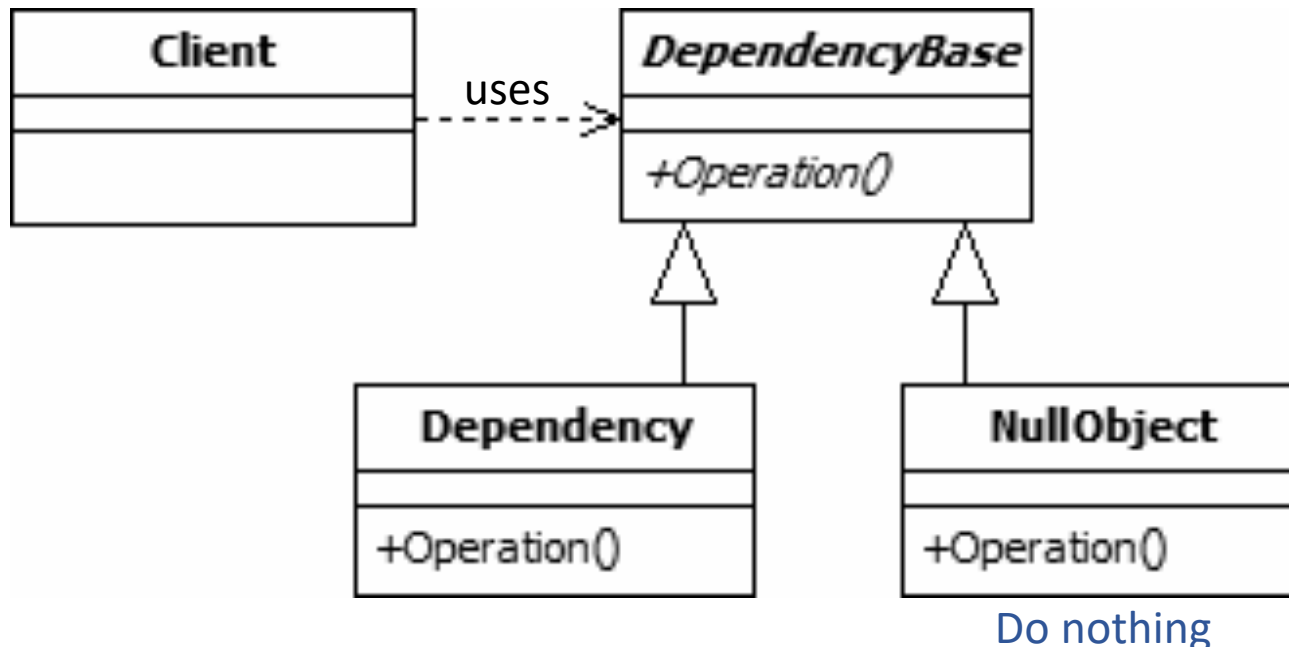 Client
DependencyBase
uses
+Operation()
Dependency
NullObject
+Operation()
+Operation()
Do nothing